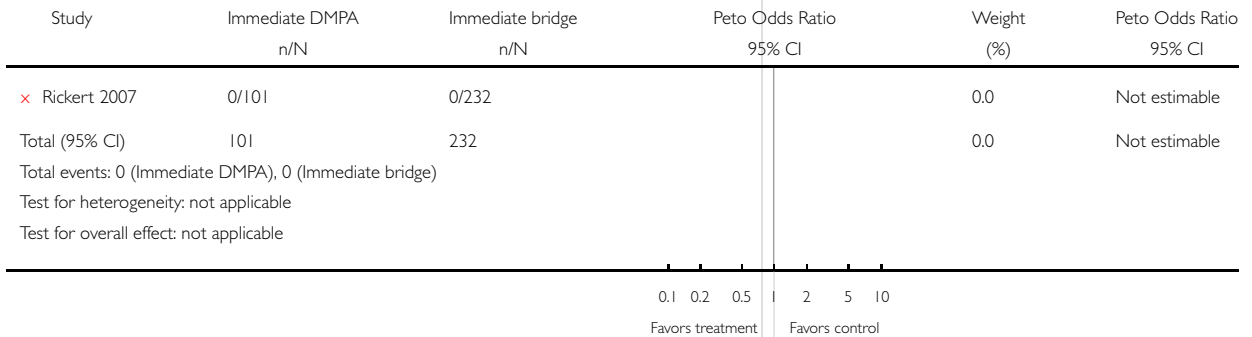 Study Immediate DMPA Immediate bridge Peto Odds Ratio Weight Peto Odds Ratio
n/N n/N 95% CI (%) 95% CI
× Rickert 2007 0/101 0/232 0.0 Not estimable
Total (95% CI) 101 232 0.0 Not estimable
Total events: 0 (Immediate DMPA), 0 (Immediate bridge)
Test for heterogeneity: not applicable
Test for overall effect: not applicable
0.1 0.2 0.5 1 2 5 10
Favors treatment Favors control